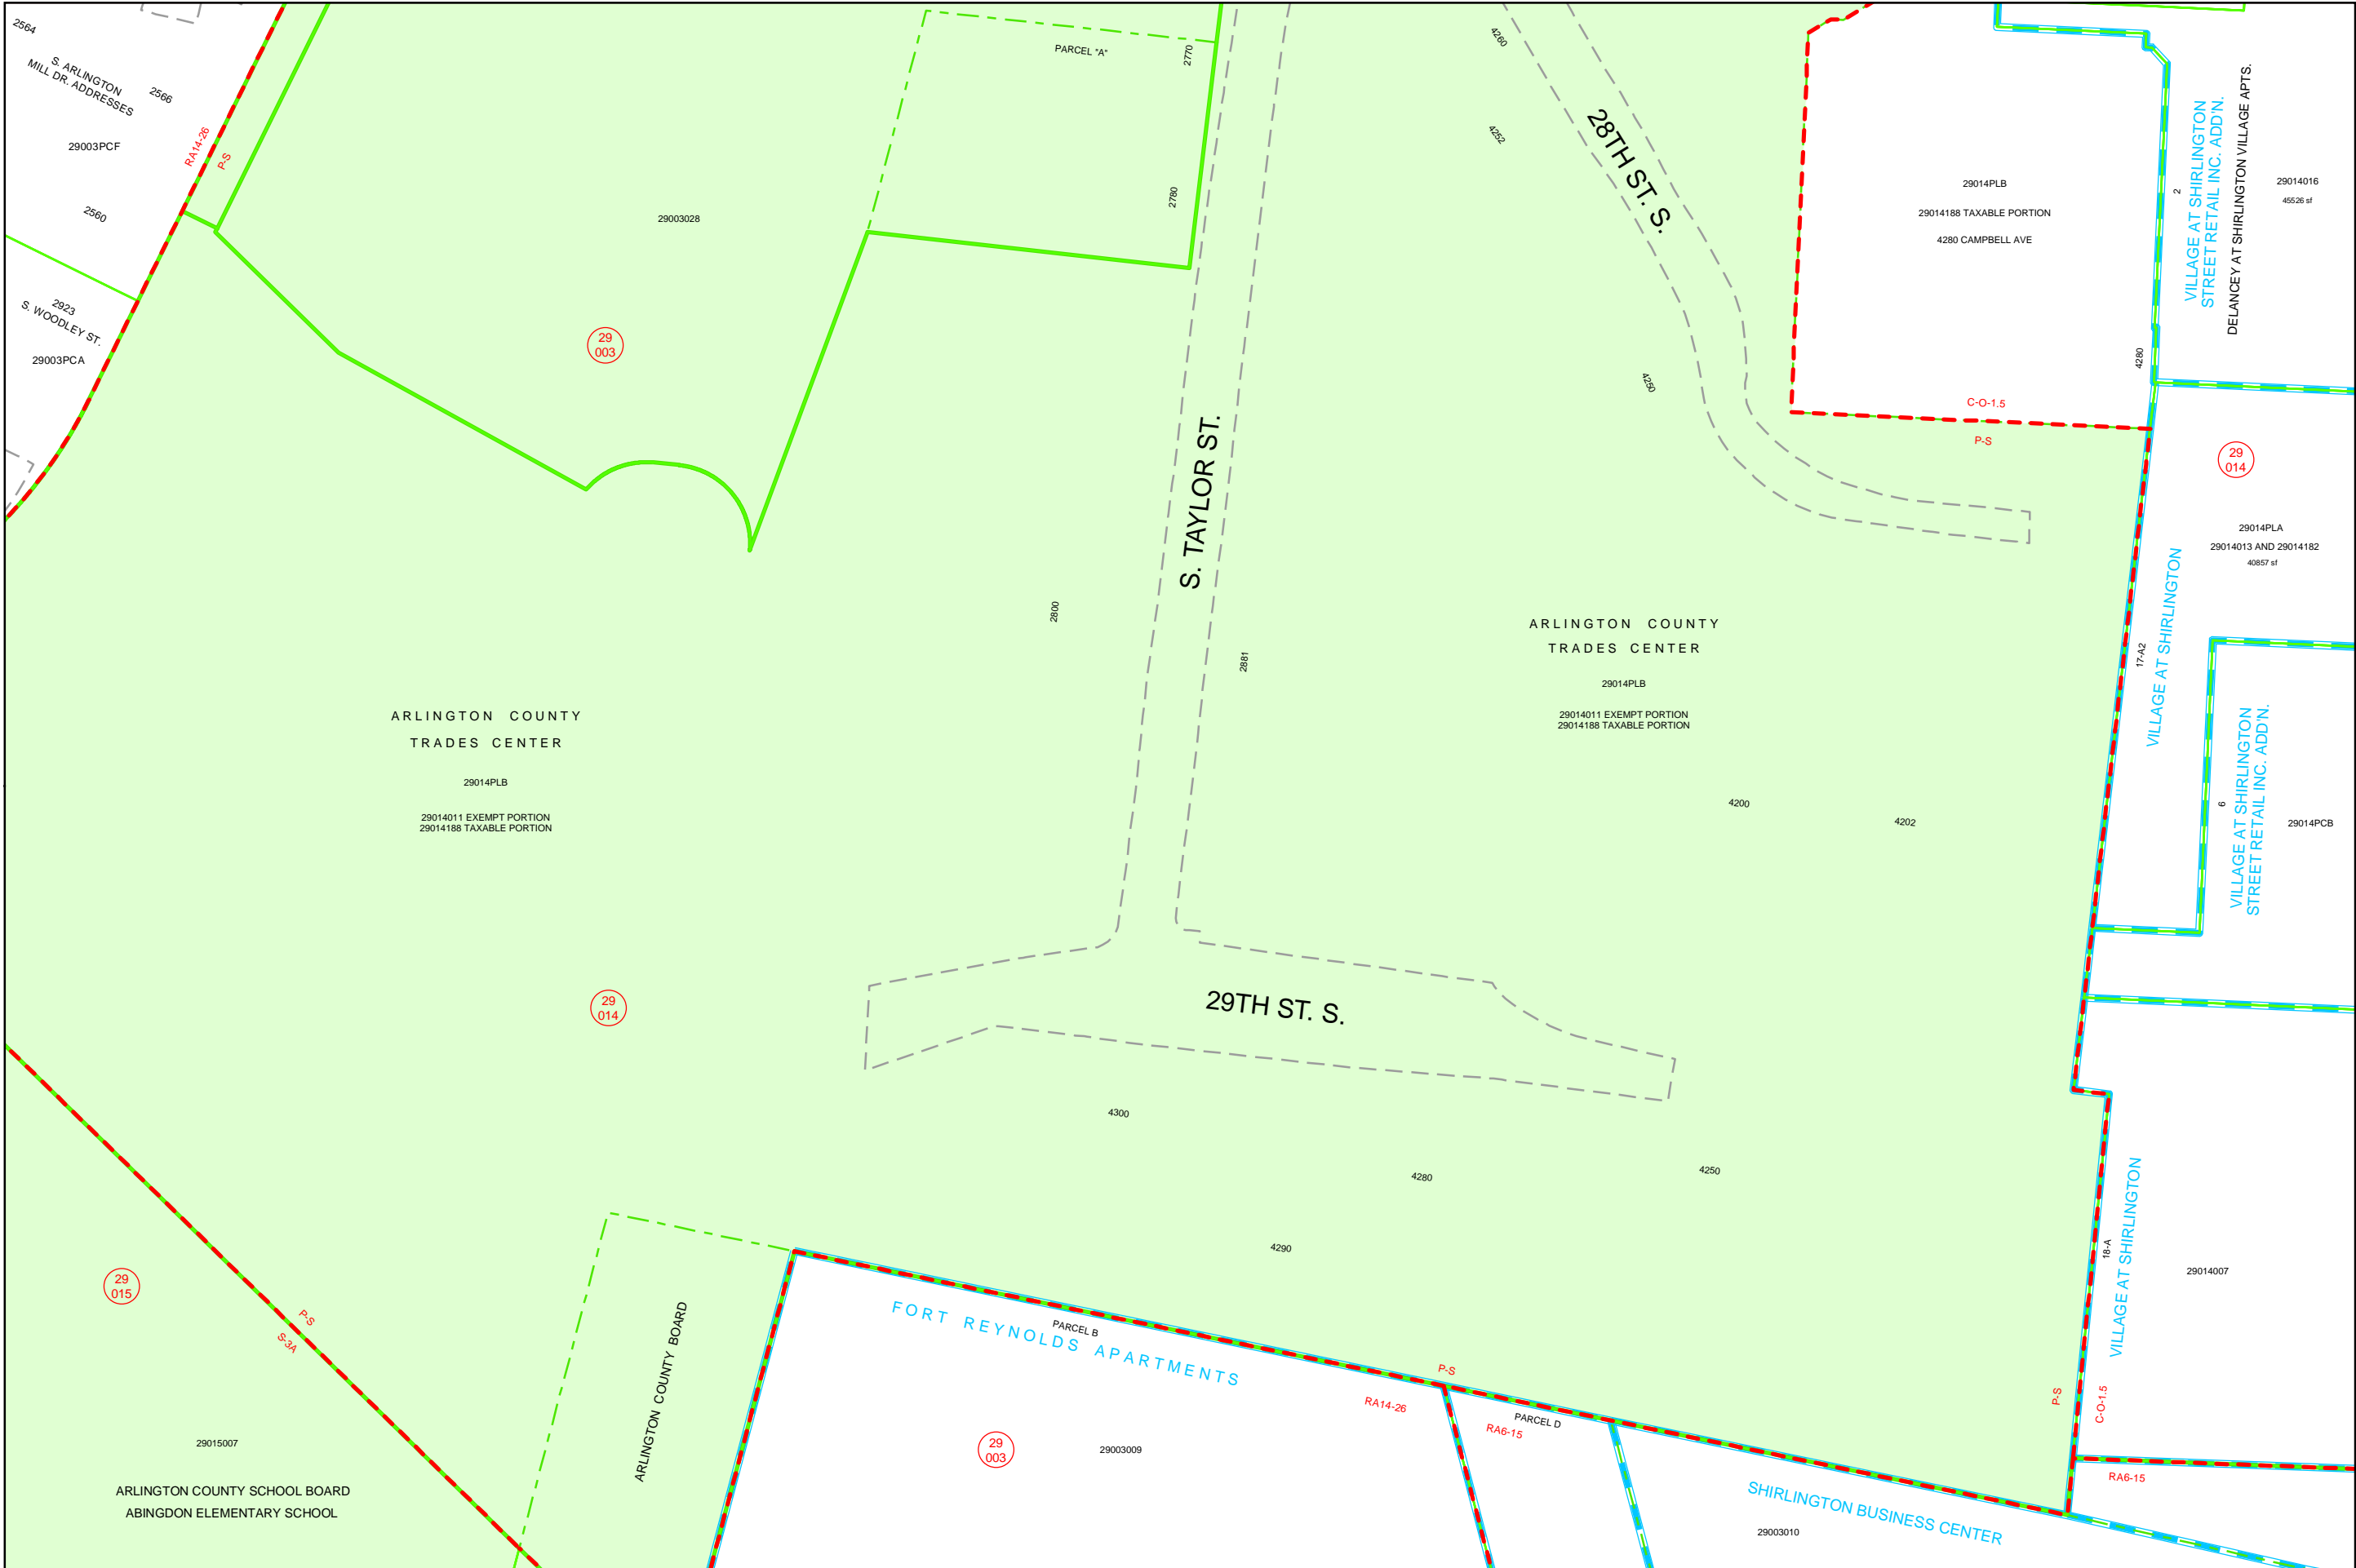 2564
S. ARLINGTON
MILL DR. ADDRESSES
2566
29003PCF
2560
RA14-26
P-S
2923
S. WOODLEY ST.
29003PCA
29003028
29
003
PARCEL "A"
2770
2780
S. TAYLOR ST.
2800
2881
4260
4252
28TH ST. S.
4250
29014PLB
29014188 TAXABLE PORTION
4280 CAMPBELL AVE
4280
C-O-1.5
P-S
2
VILLAGE AT SHIRLINGTON
STREET RETAIL INC. ADD'N.
DELANCEY AT SHIRLINGTON VILLAGE APTS.
29014016
45526 sf
29
014
29014PLA
29014013 AND 29014182
40857 sf
17-A2
VILLAGE AT SHIRLINGTON
6
VILLAGE AT SHIRLINGTON
STREET RETAIL INC. ADD'N.
29014PCB
ARLINGTON COUNTY
TRADES CENTER
29014PLB
29014011 EXEMPT PORTION
29014188 TAXABLE PORTION
4200
4202
ARLINGTON COUNTY
TRADES CENTER
29014PLB
29014011 EXEMPT PORTION
29014188 TAXABLE PORTION
29
014
29TH ST. S.
4300
4280
4250
4290
29
015
P-S
S-3A
29015007
ARLINGTON COUNTY SCHOOL BOARD
ABINGDON ELEMENTARY SCHOOL
ARLINGTON COUNTY BOARD
PARCEL B
FORT REYNOLDS APARTMENTS
29
003
29003009
RA14-26
P-S
RA6-15
PARCEL D
SHIRLINGTON BUSINESS CENTER
29003010
P-S
C-O-1.5
18-A
VILLAGE AT SHIRLINGTON
29014007
RA6-15